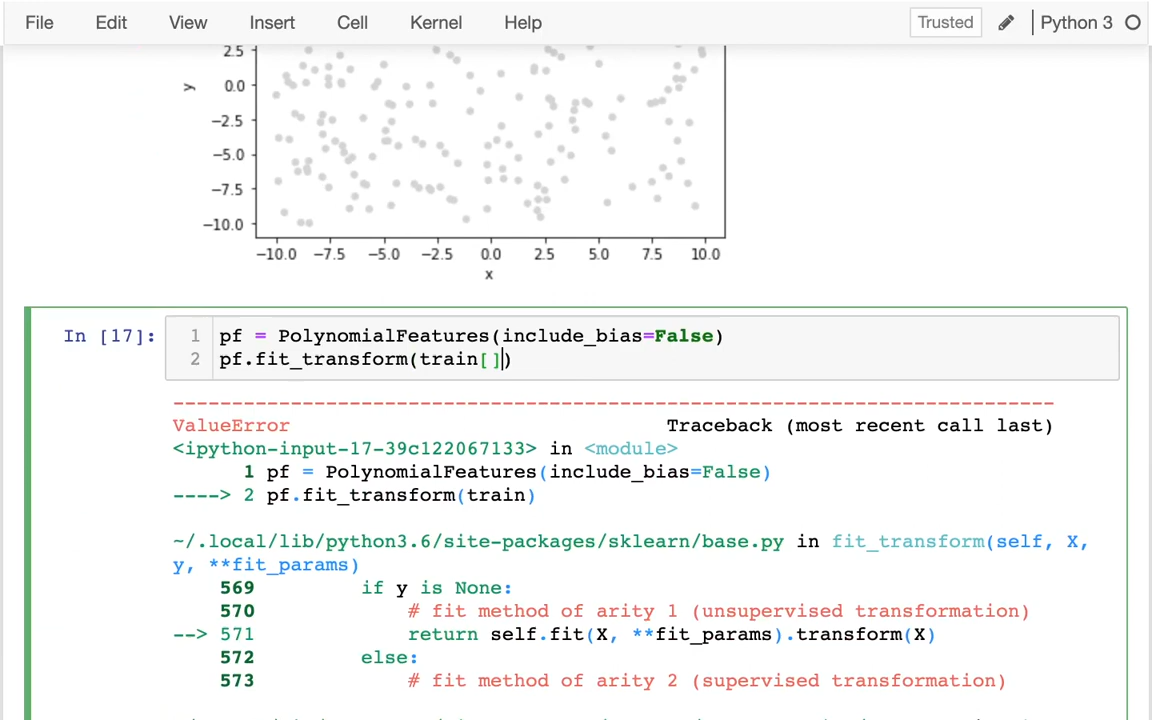 File Edit View Insert Cell Kernel Help Trusted Python 3
2.5
0.0
−2.5
−5.0
−7.5
−10.0
y
−10.0 −7.5 −5.0 −2.5 0.0 2.5 5.0 7.5 10.0
x
In [17]: 1 pf = PolynomialFeatures(include_bias=False)
2 pf.fit_transform(train[])
---------------------------------------------------------------------------
ValueError Traceback (most recent call last)
<ipython-input-17-39c122067133> in <module>
1 pf = PolynomialFeatures(include_bias=False)
----> 2 pf.fit_transform(train)
~/.local/lib/python3.6/site-packages/sklearn/base.py in fit_transform(self, X,
y, **fit_params)
569 if y is None:
570 # fit method of arity 1 (unsupervised transformation)
--> 571 return self.fit(X, **fit_params).transform(X)
572 else:
573 # fit method of arity 2 (supervised transformation)